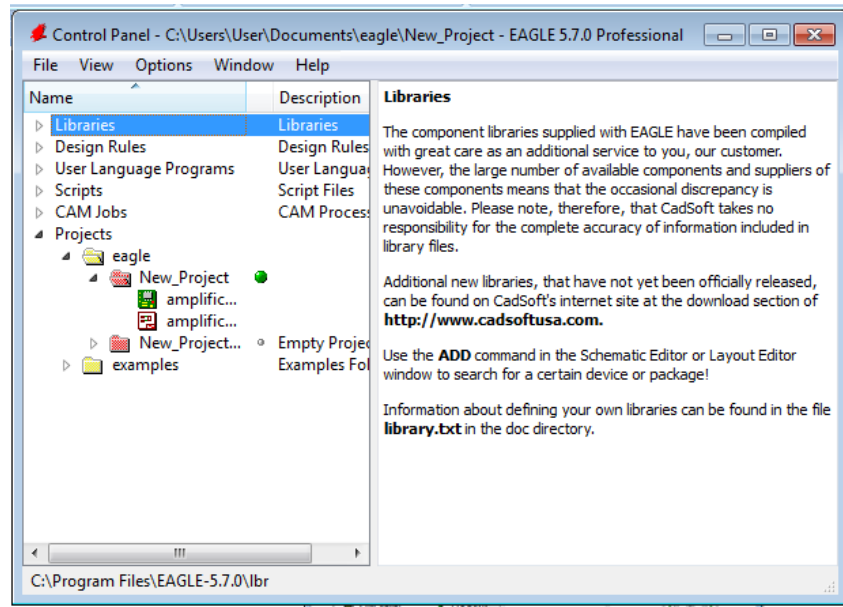 Control Panel - C:\Users\User\Documents\eagle\New_Project - EAGLE 5.7.0 Professional
File View Options Window Help
Name Description
Libraries Libraries
Design Rules Design Rules
User Language Programs User Langua
Scripts Script Files
CAM Jobs CAM Process
Projects
eagle
New_Project
amplific...
amplific...
New_Project... Empty Projec
examples Examples Fol
Libraries
The component libraries supplied with EAGLE have been compiled
with great care as an additional service to you, our customer.
However, the large number of available components and suppliers of
these components means that the occasional discrepancy is
unavoidable. Please note, therefore, that CadSoft takes no
responsibility for the complete accuracy of information included in
library files.
Additional new libraries, that have not yet been officially released,
can be found on CadSoft's internet site at the download section of
http://www.cadsoftusa.com.
Use the ADD command in the Schematic Editor or Layout Editor
window to search for a certain device or package!
Information about defining your own libraries can be found in the file
library.txt in the doc directory.
C:\Program Files\EAGLE-5.7.0\lbr